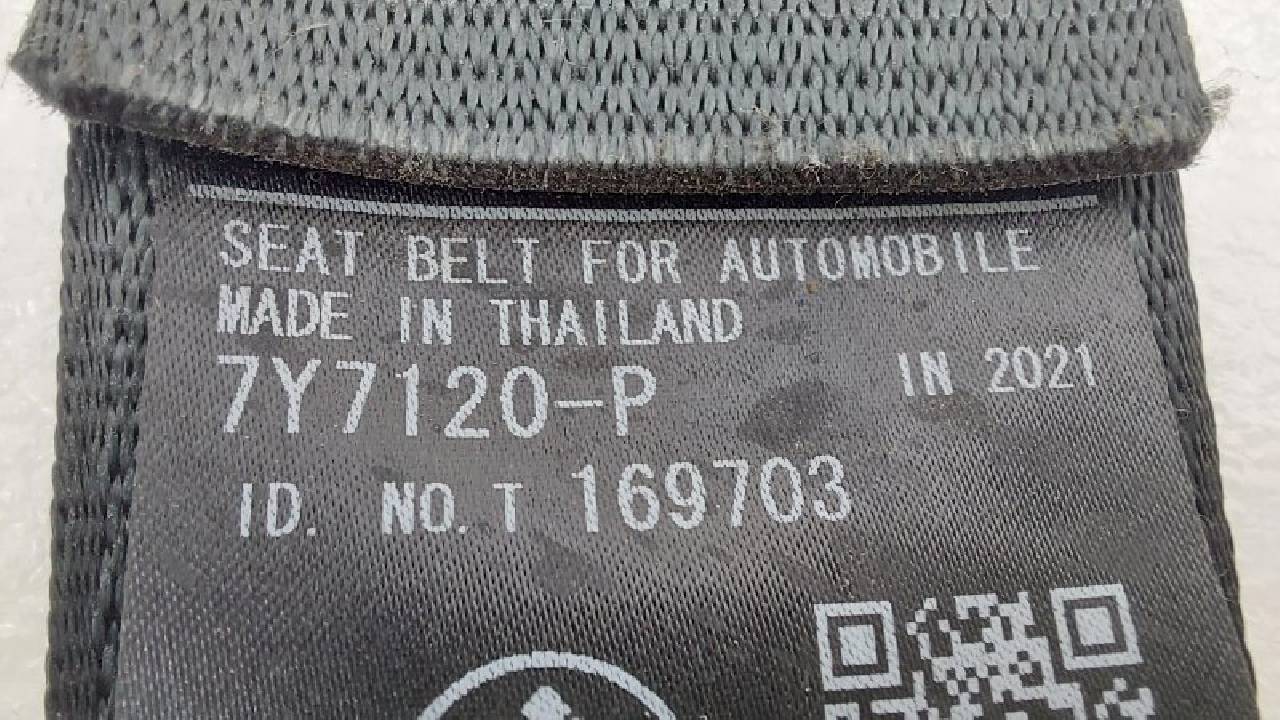 SEAT BELT FOR AUTOMOBILE
MADE IN THAILAND
7Y7120-P IN 2021
ID. NO. T 169703